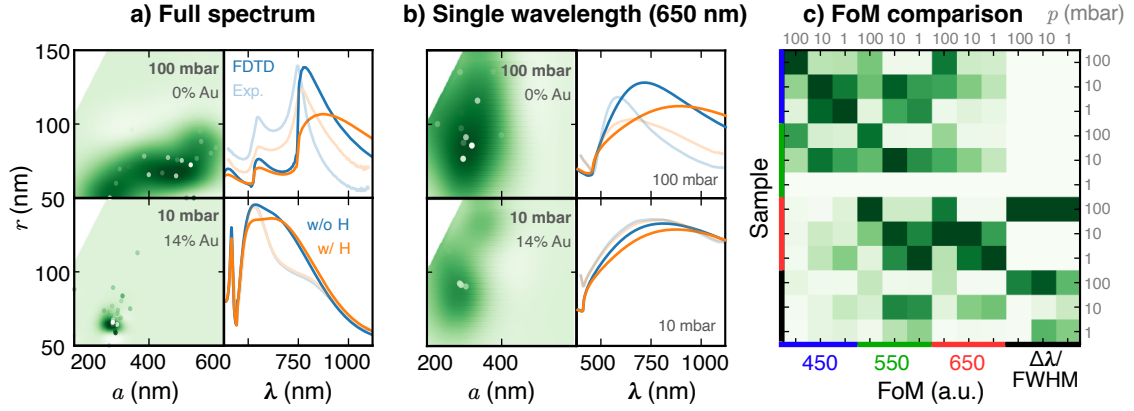 a) Full spectrum
b) Single wavelength (650 nm)
c) FoM comparison
p (mbar)
100 10 1 100 10 1 100 10 1 100 10 1
150
100
50
100
50
r (nm)
100 mbar
0% Au
FDTD
Exp.
10 mbar
14% Au
w/o H
w/ H
200 400 600
a (nm)
500 750 1000
λ (nm)
100 mbar
0% Au
100 mbar
10 mbar
14% Au
10 mbar
200 400
a (nm)
500 750 1000
λ (nm)
Sample
100
10
1
100
10
1
100
10
1
100
10
1
450 550 650 Δλ/
FWHM
FoM (a.u.)